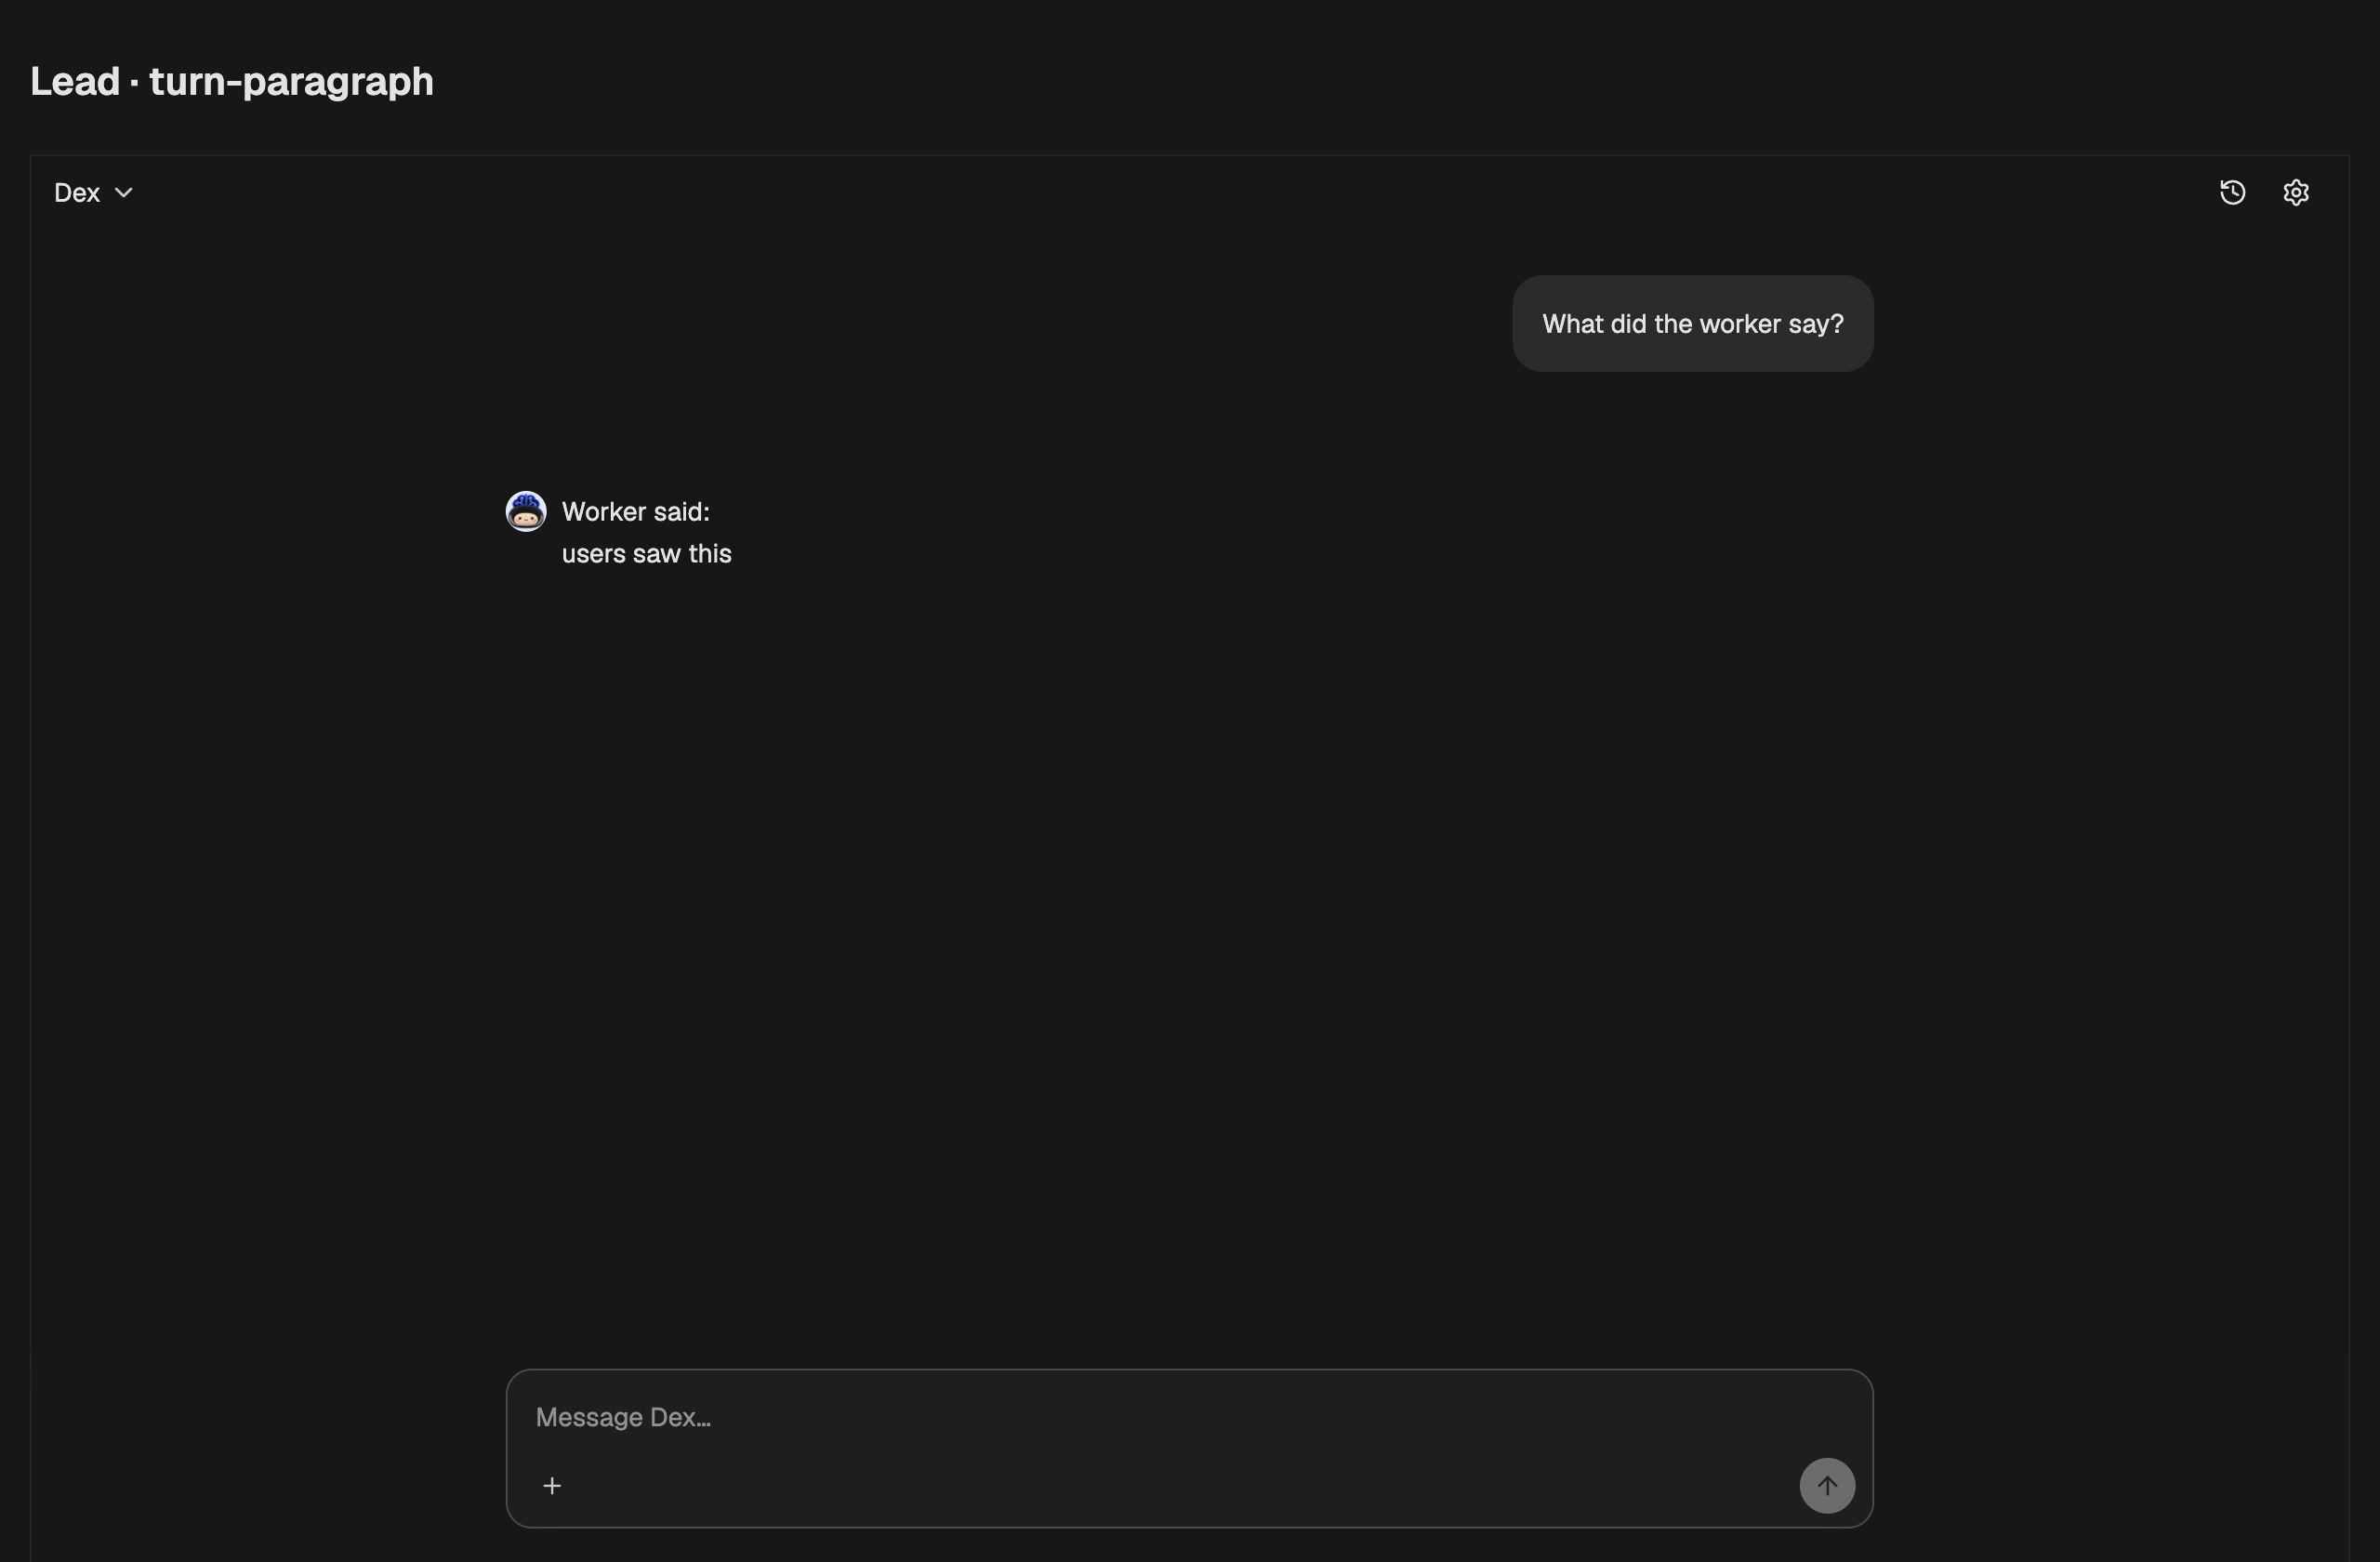 Lead · turn-paragraph
Dex
What did the worker say?
Worker said:
users saw this
Message Dex...